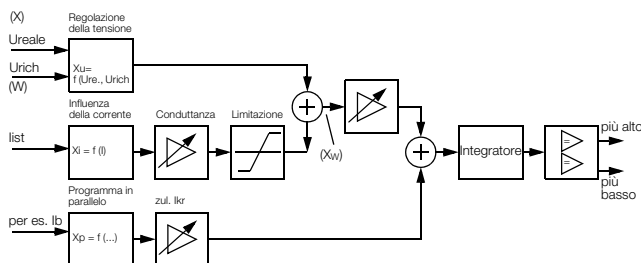 (X)
Regolazione
della tensione
Ureale
Urich
(W)
Xu=
f (Ure., Urich
Influenza
della corrente
Conduttanza
Limitazione
(XW)
list
Xi = f (I)
Integratore
=
=
più alto
più
basso
Programma in
parallelo
zul. Ikr
per es. Ib
Xp = f (...)